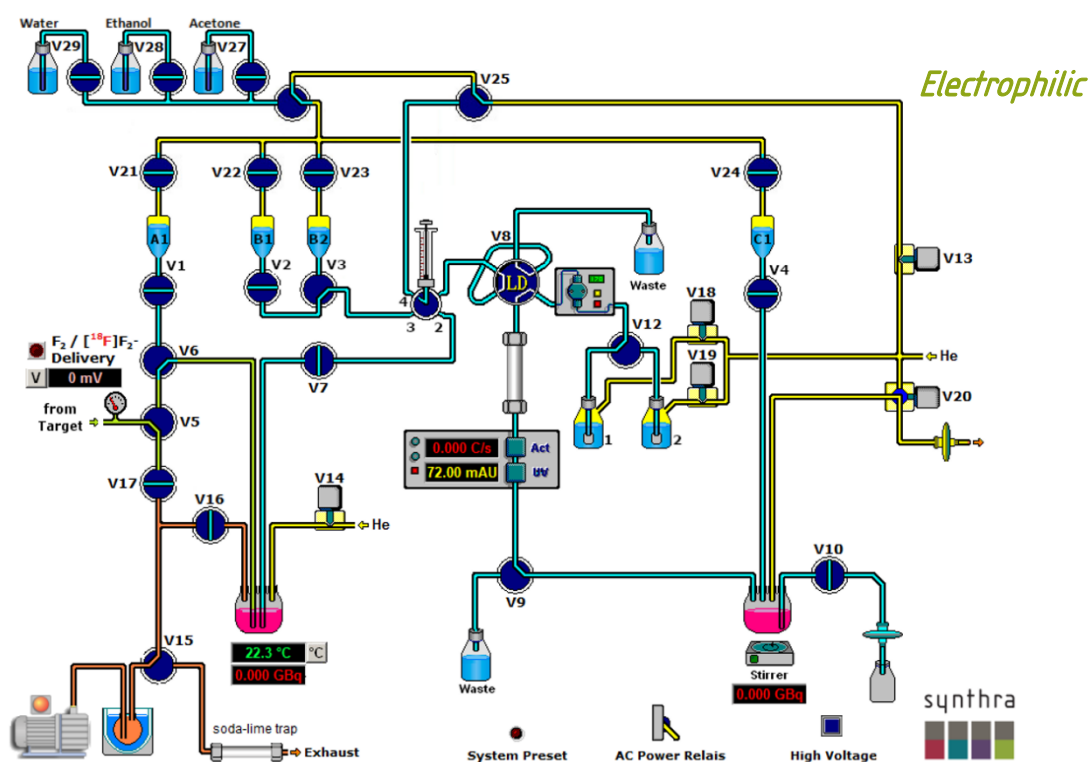 Water Ethanol Acetone
V29 V28 V27
V25
Electrophilic
V21 V22 V23 V24
A1 B1 B2 C1
V1 V2 V3 V4
V8
Waste
V13
4
3 2
V18
V12
V19
F₂ / [¹⁸F]F₂-
Delivery
V 0 mV
V6
V7
He
V20
from
Target
V5
1 2
0.000 C/s Act
72.00 mAU UV
V17
V16
V14
He
V10
V9
V15
22.3 °C °C
0.000 GBq
Waste
Stirrer
0.000 GBq
soda-lime trap
Exhaust
System Preset AC Power Relais High Voltage
synthra